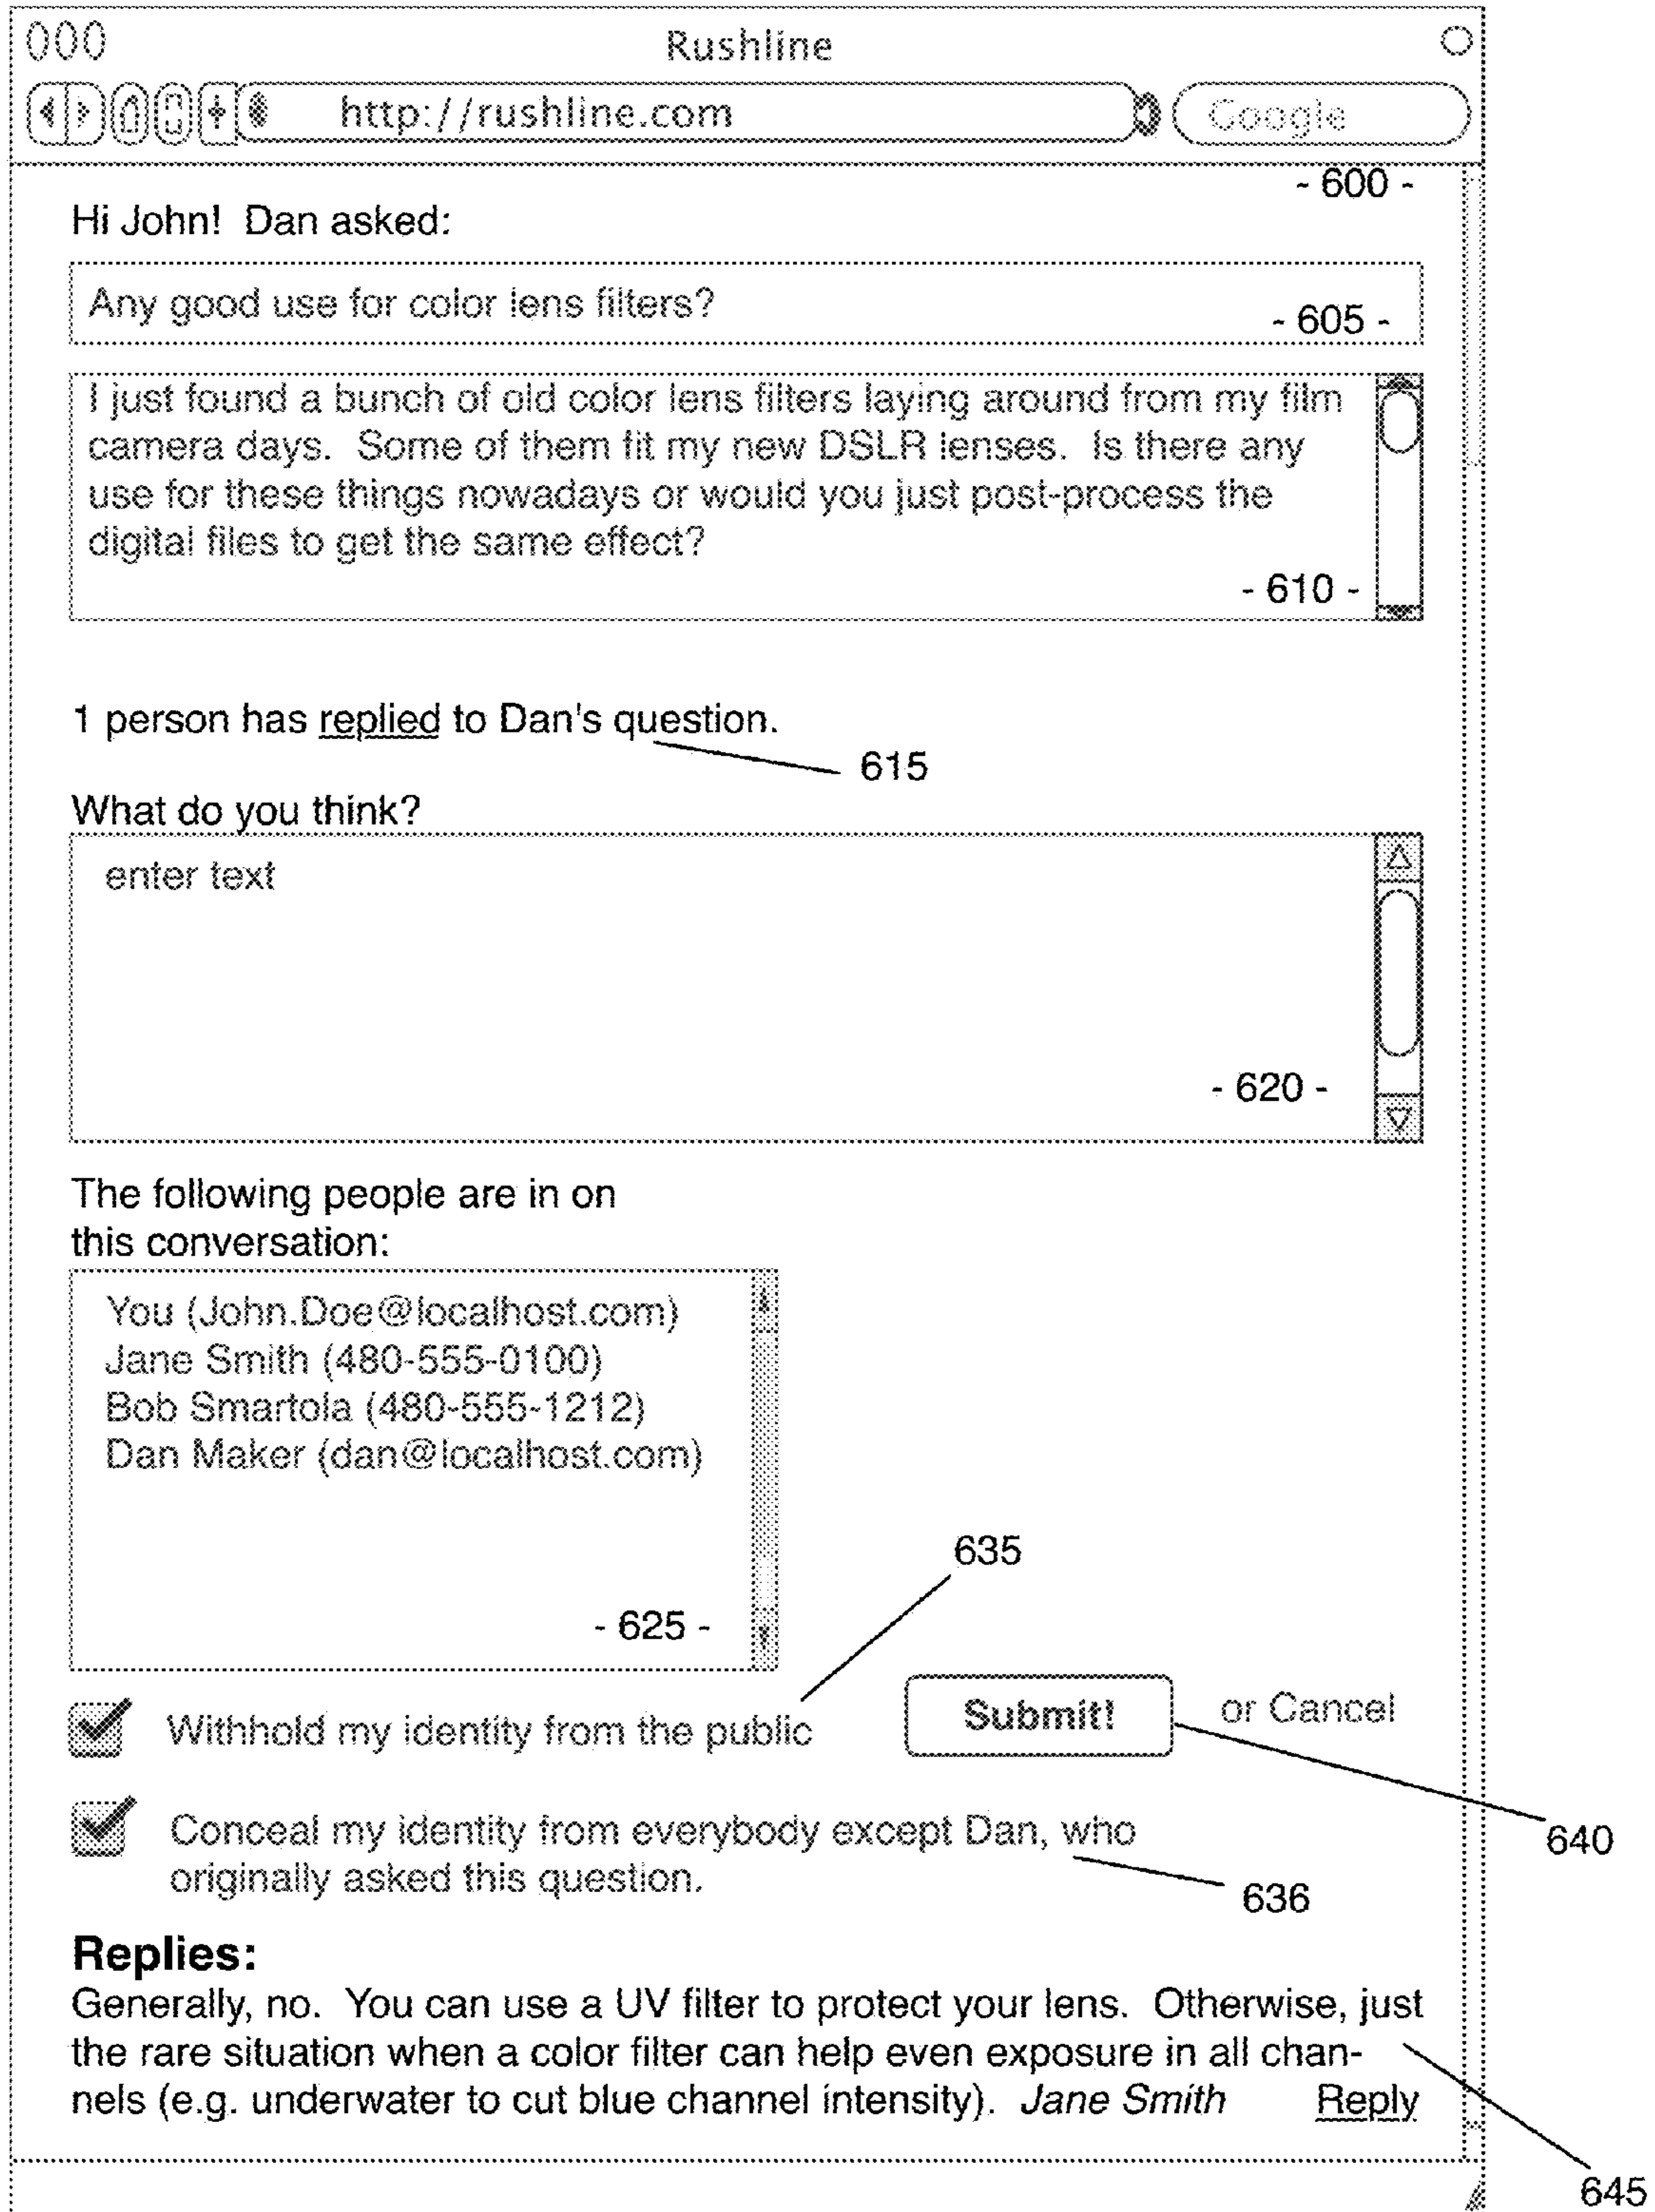 Rushline
http://rushline.com
Google
- 600 -
Hi John!  Dan asked:
Any good use for color lens filters?
- 605 -
I just found a bunch of old color lens filters laying around from my film
camera days.  Some of them fit my new DSLR lenses.  Is there any
use for these things nowadays or would you just post-process the
digital files to get the same effect?
- 610 -
1 person has replied to Dan's question.
615
What do you think?
enter text
- 620 -
The following people are in on
this conversation:
You (John.Doe@localhost.com)
Jane Smith (480-555-0100)
Bob Smartola (480-555-1212)
Dan Maker (dan@localhost.com)
- 625 -
635
Withhold my identity from the public
Submit!
or Cancel
640
Conceal my identity from everybody except Dan, who
originally asked this question.
636
Replies:
Generally, no.  You can use a UV filter to protect your lens.  Otherwise, just
the rare situation when a color filter can help even exposure in all chan-
nels (e.g. underwater to cut blue channel intensity).  Jane Smith Reply
645